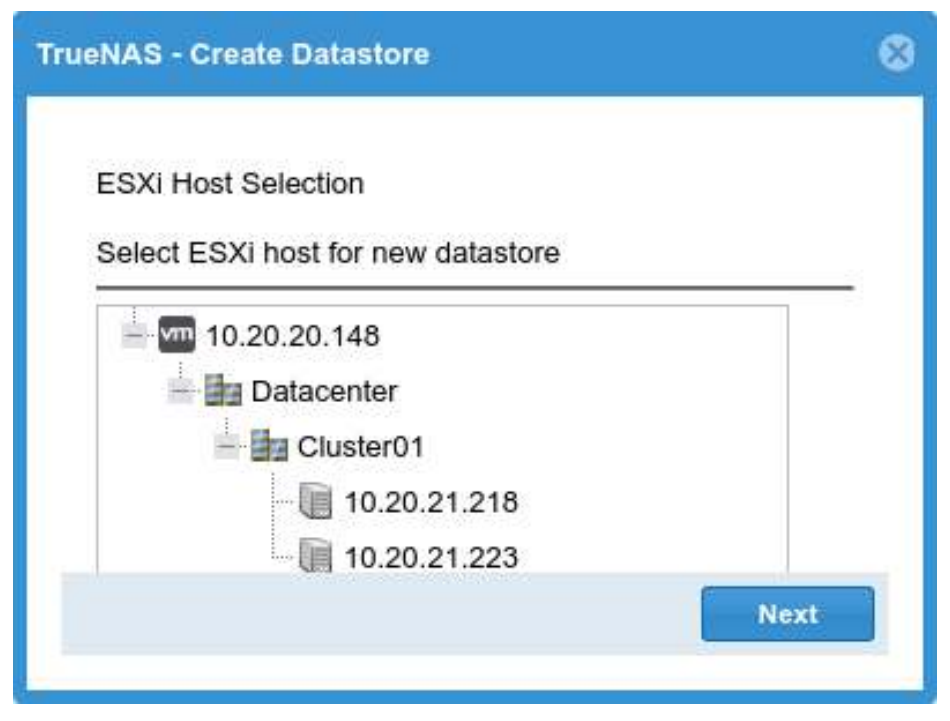 TrueNAS - Create Datastore
ESXi Host Selection
Select ESXi host for new datastore
vm 10.20.20.148
Datacenter
Cluster01
10.20.21.218
10.20.21.223
Next